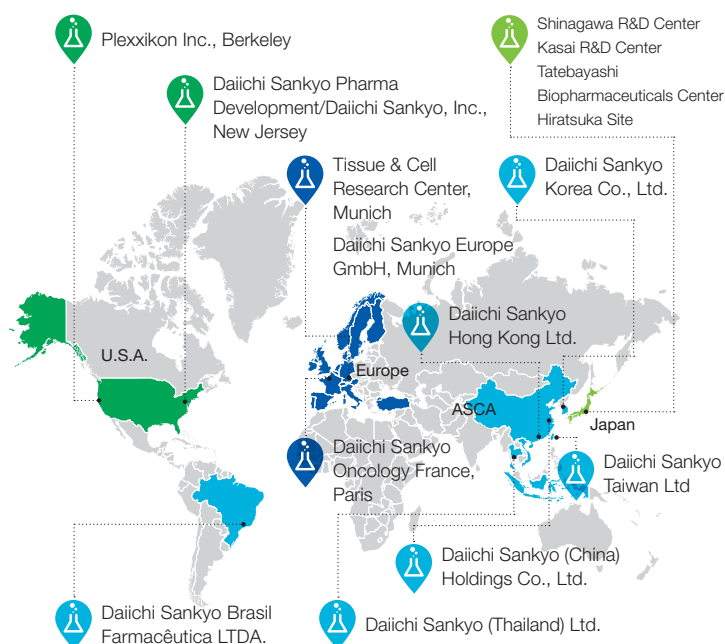 Plexxikon Inc., Berkeley
Daiichi Sankyo Pharma
Development/Daiichi Sankyo, Inc.,
New Jersey
Shinagawa R&D Center
Kasai R&D Center
Tatebayashi
Biopharmaceuticals Center
Hiratsuka Site
Tissue & Cell
Research Center,
Munich
Daiichi Sankyo Europe
GmbH, Munich
Daiichi Sankyo
Korea Co., Ltd.
Daiichi Sankyo
Hong Kong Ltd.
U.S.A.
Europe
ASCA
Japan
Daiichi Sankyo
Oncology France,
Paris
Daiichi Sankyo
Taiwan Ltd
Daiichi Sankyo (China)
Holdings Co., Ltd.
Daiichi Sankyo Brasil
Farmacêutica LTDA.
Daiichi Sankyo (Thailand) Ltd.